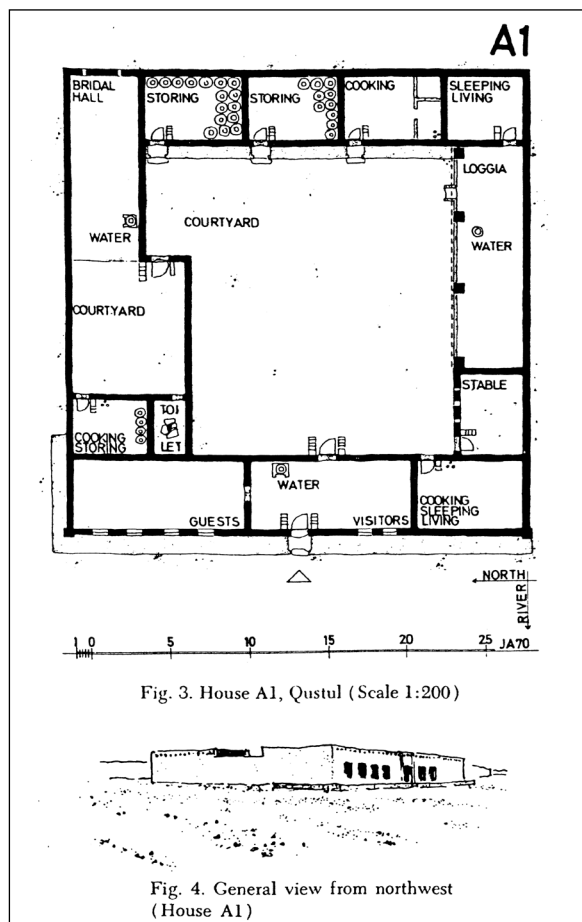 A1
BRIDAL
HALL
STORING
STORING
COOKING
SLEEPING
LIVING
LOGGIA
WATER
COURTYARD
WATER
COURTYARD
STABLE
TOI
LET
COOKING
STORING
WATER
GUESTS
VISITORS
COOKING
SLEEPING
LIVING
NORTH
RIVER
1 0 5 10 15 20 25 JA70
Fig. 3. House A1, Qustul (Scale 1:200)
Fig. 4. General view from northwest
(House A1)